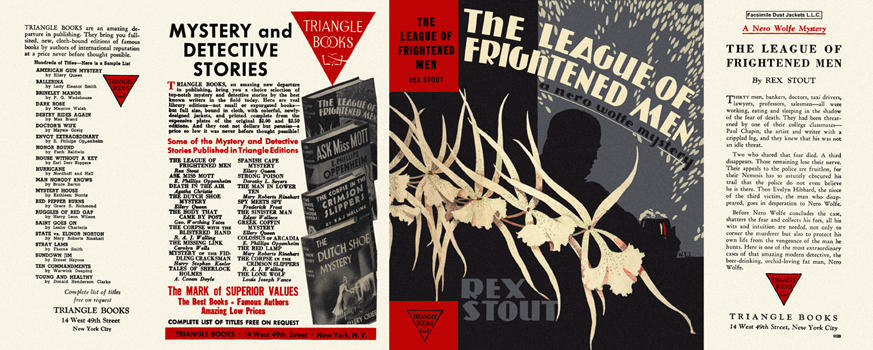 TRIANGLE BOOKS are an amazing de-
parture in publishing. They bring you full-
sized, new, cloth-bound editions of famous
books by authors of international reputation
at a price never before thought possible!
Hundreds of Titles—Here is a Sample List
AMERICAN GUN MYSTERY
by Ellery Queen
BALLERINA
by Lady Eleanor Smith
BRINKLEY MANOR
by P. G. Wodehouse
DARK ROSE
by Maurice Walsh
DESTRY RIDES AGAIN
by Max Brand
DOCTOR'S WIFE
by Maysie Greig
ENVOY EXTRAORDINARY
by E. Phillips Oppenheim
HONOR BOUND
by Faith Baldwin
HOUSE WITHOUT A KEY
by Earl Derr Biggers
HURRICANE
by Nordhoff and Hall
MAN NOBODY KNOWS
by Bruce Barton
MYSTERY HOUSE
by Kathleen Norris
RED PEPPER BURNS
by Grace S. Richmond
RUGGLES OF RED GAP
by Harry Leon Wilson
SAINT GOES ON
by Leslie Charteris
STATE vs. ELINOR NORTON
by Mary Roberts Rinehart
STRAY LAMB
by Thorne Smith
SUNDOWN JIM
by Ernest Haycox
TEN COMMANDMENTS
by Warwick Deeping
YOUNG AND HEALTHY
by Donald Henderson Clarke
Complete list of titles
free on request
TRIANGLE BOOKS
14 West 49th Street
New York City
TRIANGLE
BOOKS
MYSTERY and
DETECTIVE
STORIES
TRIANGLE
BOOKS
TRIANGLE BOOKS, an amazing new departure
in publishing, bring you a choice selection of
top-notch mystery and detective stories by the best
known writers in the field today. Here are real
library editions—not small or expurgated books—
but full size, bound in cloth, with colorful, newly-
designed jackets, and printed complete from the
expensive plates of the original $2.00 and $2.50
editions. And they cost not dollars but pennies—a
price so low it was never before thought possible!
Some of the Mystery and Detective
Stories Published in Triangle Editions
THE LEAGUE OF
FRIGHTENED MEN
Rex Stout
ASK MISS MOTT
E. Phillips Oppenheim
DEATH IN THE AIR
Agatha Christie
THE DUTCH SHOE
MYSTERY
Ellery Queen
THE BODY THAT
CAME BY POST
Geo. Worthing Yates
THE CORPSE WITH THE
BLISTERED HAND
R. A. J. Walling
THE MISSING LINK
Carolyn Wells
MYSTERY OF THE FID-
DLING CRACKSMAN
Harry Stephen Keeler
TALES OF SHERLOCK
HOLMES
A. Conan Doyle
SPANISH CAPE
MYSTERY
Ellery Queen
STRONG POISON
Dorothy L. Sayers
THE MAN IN LOWER
TEN
Mary Roberts Rinehart
SPY MEETS SPY
Frederick Frost
THE SINISTER MAN
Edgar Wallace
GREEK COFFIN
MYSTERY
Ellery Queen
COLOSSUS of ARCADIA
E. Phillips Oppenheim
THE RED LAMP
Mary Roberts Rinehart
THE CORPSE OF THE
CRIMSON SLIPPERS
R. A. J. Walling
THE LONE WOLF
Louis Joseph Vance
The MARK of SUPERIOR VALUES
The Best Books - Famous Authors
Amazing Low Prices
COMPLETE LIST OF TITLES FREE ON REQUEST
TRIANGLE BOOKS · 14 West 49th Street · New York, N. Y.
THE LEAGUE OF
FRIGHTENED MEN
ASK MISS MOTT
E. PHILLIPS
OPPENHEIM
THE CORPSE OF THE
CRIMSON
SLIPPERS
R·A·J·WALLING
THE
DUTCH SHOE
MYSTERY
ELLERY QUEEN
THE
LEAGUE OF
FRIGHTENED
MEN
REX STOUT
TRIANGLE
BOOKS
THE LEAGUE OF
FRIGHTENED MEN
a nero wolfe mystery
REX
STOUT
Facsimile Dust Jackets L.L.C.
A Nero Wolfe Mystery
THE LEAGUE OF
FRIGHTENED MEN
By REX STOUT
THIRTY men, bankers, doctors, taxi drivers,
lawyers, professors, salesmen—all were
working, eating and sleeping in the shadow
of the fear of death. They had been threat-
ened by one of their college classmates—
Paul Chapin, the artist and writer with a
crippled leg, and they knew that his was not
an idle threat.
Two who shared that fear died. A third
disappears. Those remaining lose their nerve.
Their appeals to the police are fruitless, for
their Nemesis has so astutely obscured his
trail that the police do not even believe
he is there. Then Evelyn Hibbard, the niece
of the third victim, the man who disap-
peared, goes in desperation to Nero Wolfe.
Before Nero Wolfe concludes the case,
shatters the fear and collects his fees, all his
wits and intuition are needed, not only to
corner the murderer but also to protect his
own life from the vengeance of the man he
hunts. Here is one of the most extraordinary
cases of that amazing modern detective, the
beer-drinking, orchid-loving fat man, Nero
Wolfe.
TRIANGLE
BOOKS
TRIANGLE BOOKS
14 West 49th Street, New York City